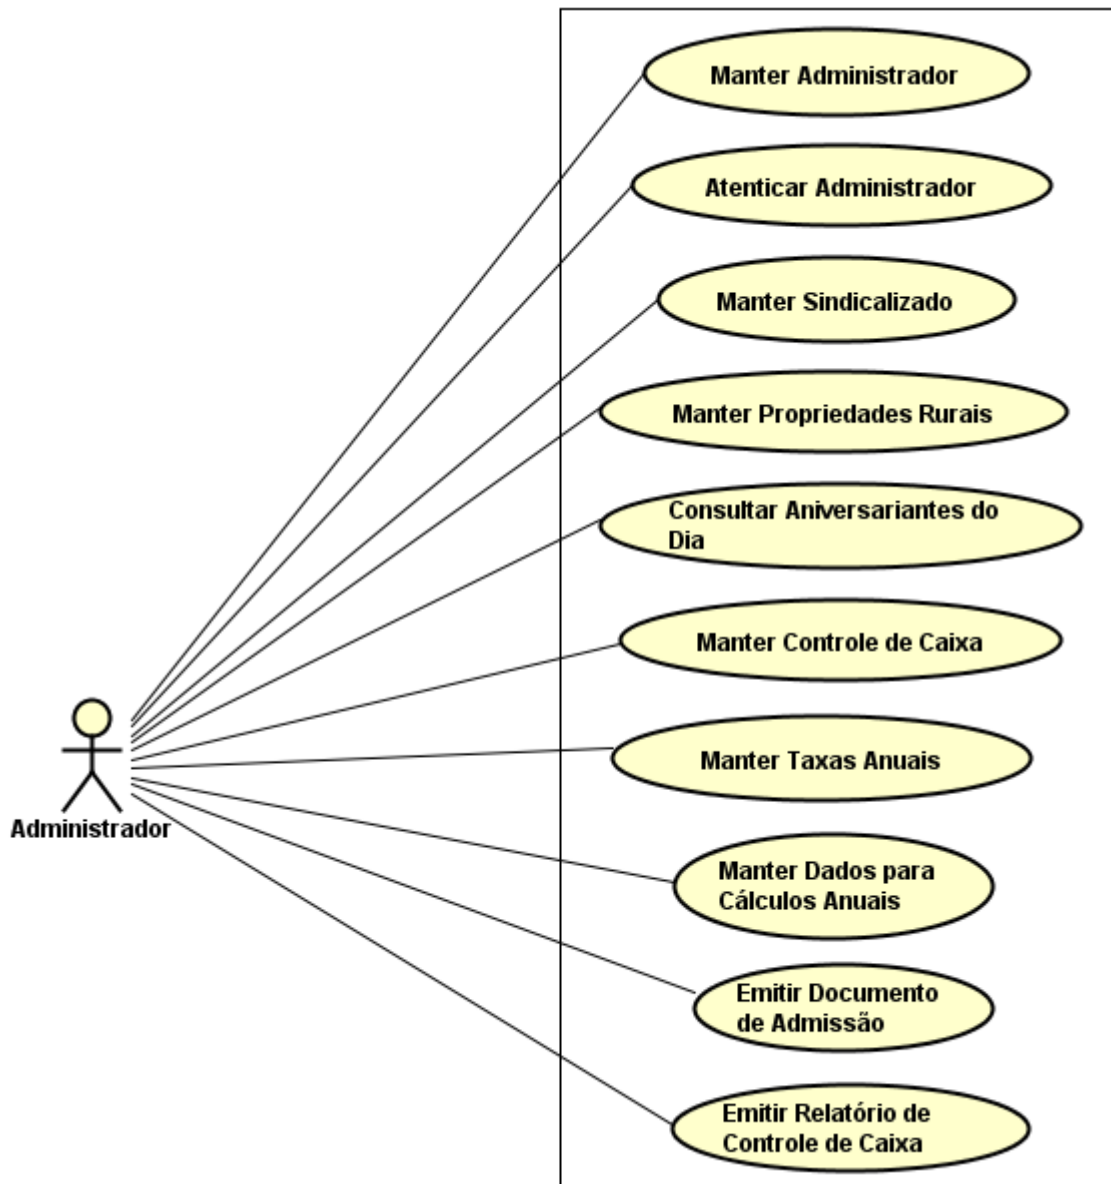 Manter Administrador
Atenticar Administrador
Manter Sindicalizado
Manter Propriedades Rurais
Consultar Aniversariantes do
Dia
Manter Controle de Caixa
Manter Taxas Anuais
Administrador
Manter Dados para
Cálculos Anuais
Emitir Documento
de Admissão
Emitir Relatório de
Controle de Caixa